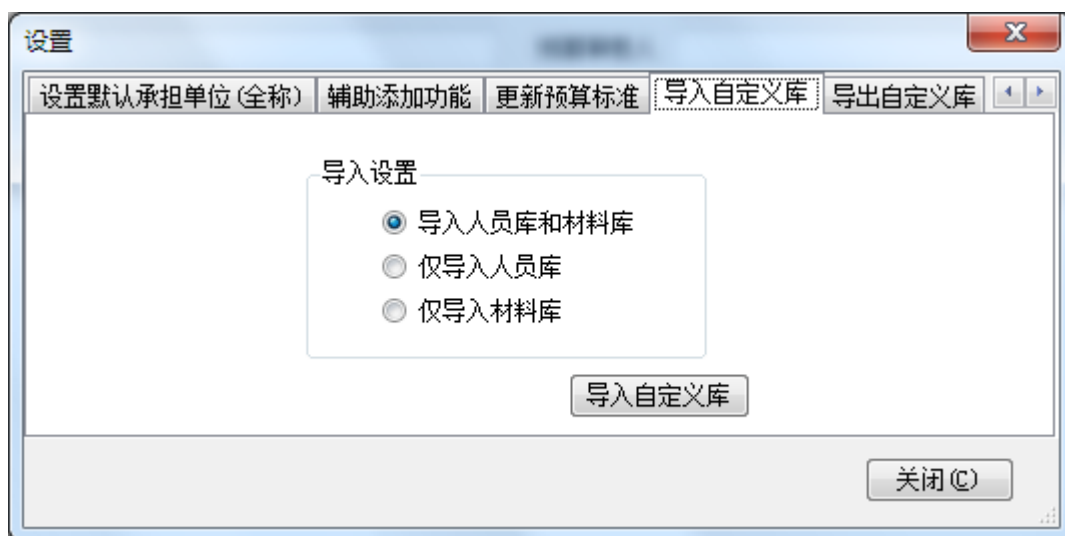 设置
设置默认承担单位(全称) 辅助添加功能 更新预算标准 导入自定义库 导出自定义库
导入设置
导入人员库和材料库
仅导入人员库
仅导入材料库
导入自定义库
关闭(C)